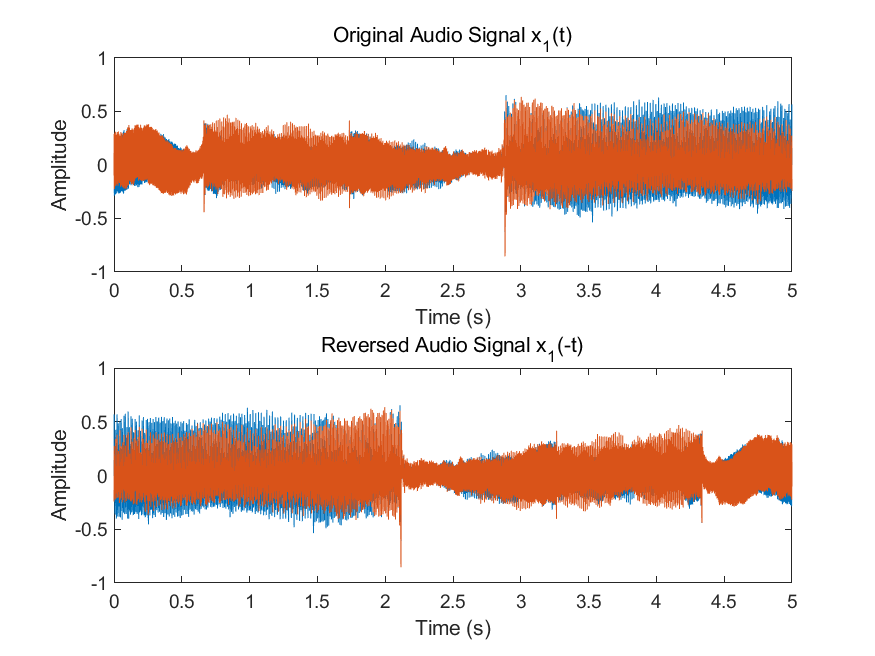 Original Audio Signal x1(t)
1
0.5
0
-0.5
-1
Amplitude
0 0.5 1 1.5 2 2.5 3 3.5 4 4.5 5
Time (s)
Reversed Audio Signal x1(-t)
1
0.5
0
-0.5
-1
Amplitude
0 0.5 1 1.5 2 2.5 3 3.5 4 4.5 5
Time (s)